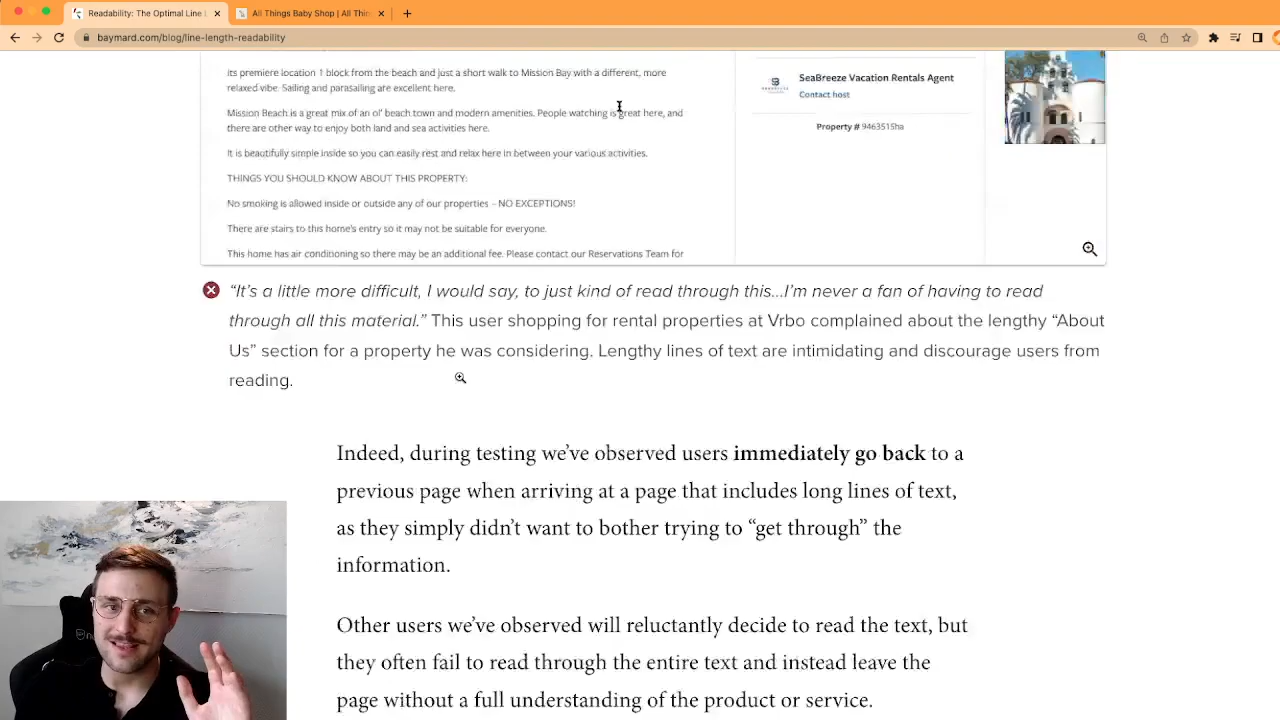 Readability: The Optimal Line L
All Things Baby Shop | All Thin
baymard.com/blog/line-length-readability
its premiere location 1 block from the beach and just a short walk to Mission Bay with a different, more
relaxed vibe. Sailing and parasailing are excellent here.
Mission Beach is a great mix of an ol' beach town and modern amenities. People watching is great here, and
there are other way to enjoy both land and sea activities here.
It is beautifully simple inside so you can easily rest and relax here in between your various activities.
THINGS YOU SHOULD KNOW ABOUT THIS PROPERTY:
No smoking is allowed inside or outside any of our properties – NO EXCEPTIONS!
There are stairs to this home's entry so it may not be suitable for everyone.
This home has air conditioning so there may be an additional fee. Please contact our Reservations Team for
SeaBreeze Vacation Rentals Agent
Contact host
Property # 9463515ha
“It’s a little more difficult, I would say, to just kind of read through this...I’m never a fan of having to read
through all this material.” This user shopping for rental properties at Vrbo complained about the lengthy “About
Us” section for a property he was considering. Lengthy lines of text are intimidating and discourage users from
reading.
Indeed, during testing we’ve observed users immediately go back to a
previous page when arriving at a page that includes long lines of text,
as they simply didn’t want to bother trying to “get through” the
information.
Other users we’ve observed will reluctantly decide to read the text, but
they often fail to read through the entire text and instead leave the
page without a full understanding of the product or service.